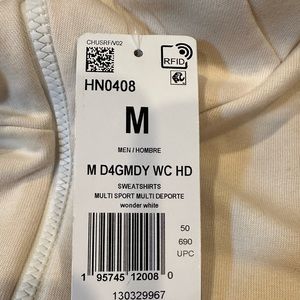 CHUSRF/V02
RFID
HN0408
M
MEN / HOMBRE
M D4GMDY WC HD
SWEATSHIRTS
MULTI SPORT MULTI DEPORTE
wonder white
50
690
UPC
1 95745 12008 0
130329967